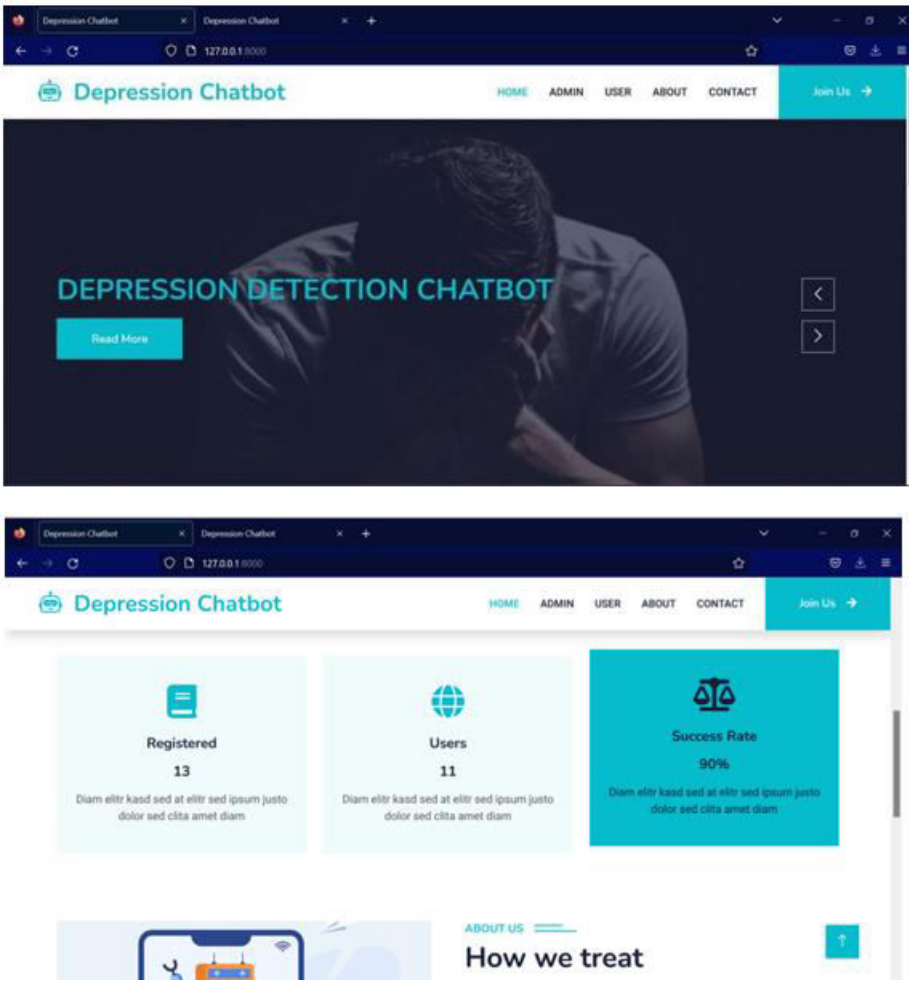 Depression Chatbot × Depression Chatbot × +
127.0.0.1:8000
Depression Chatbot HOME ADMIN USER ABOUT CONTACT Join Us
DEPRESSION DETECTION CHATBOT
Read More
Depression Chatbot × Depression Chatbot × +
127.0.0.1:8000
Depression Chatbot HOME ADMIN USER ABOUT CONTACT Join Us
Registered
13
Diam elitr kasd sed at elitr sed ipsum justo
dolor sed clita amet diam
Users
11
Diam elitr kasd sed at elitr sed ipsum justo
dolor sed clita amet diam
Success Rate
90%
Diam elitr kasd sed at elitr sed ipsum justo
dolor sed clita amet diam
ABOUT US
How we treat